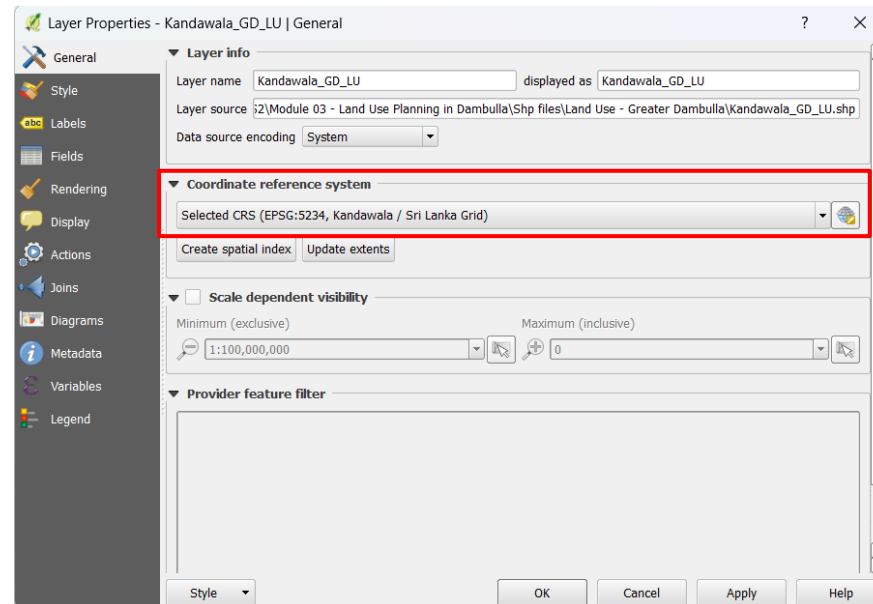 Layer Properties - Kandawala_GD_LU | General ? ×
General
Style
abc Labels
Fields
Rendering
Display
Actions
Joins
Diagrams
Metadata
Variables
Legend
Layer info
Layer name Kandawala_GD_LU displayed as Kandawala_GD_LU
Layer source 52\Module 03 - Land Use Planning in Dambulla\Shp files\Land Use - Greater Dambulla\Kandawala_GD_LU.shp
Data source encoding System
Coordinate reference system
Selected CRS (EPSG:5234, Kandawala / Sri Lanka Grid)
Create spatial index Update extents
Scale dependent visibility
Minimum (exclusive) Maximum (inclusive)
1:100,000,000 0
Provider feature filter
Style OK Cancel Apply Help